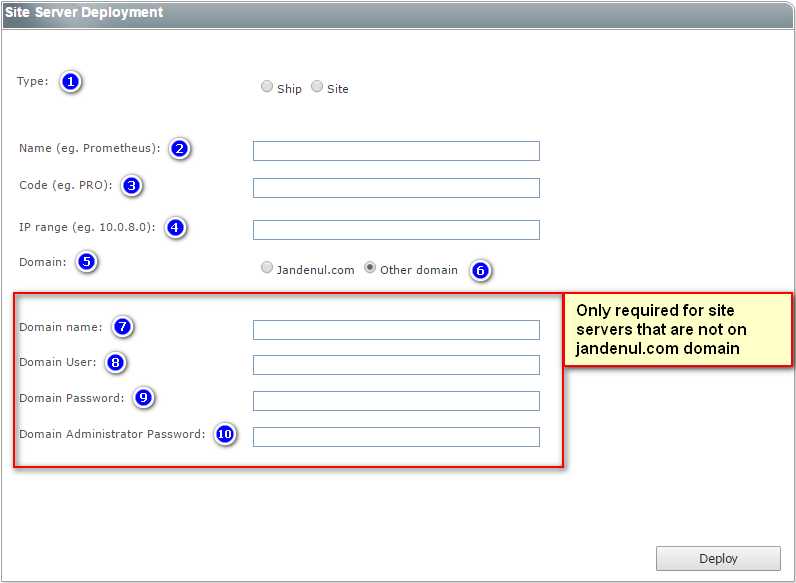 Site Server Deployment
Type: 1
Ship Site
Name (eg. Prometheus): 2
Code (eg. PRO): 3
IP range (eg. 10.0.8.0): 4
Domain: 5
Jandenul.com Other domain 6
Only required for site
servers that are not on
jandenul.com domain
Domain name: 7
Domain User: 8
Domain Password: 9
Domain Administrator Password: 10
Deploy